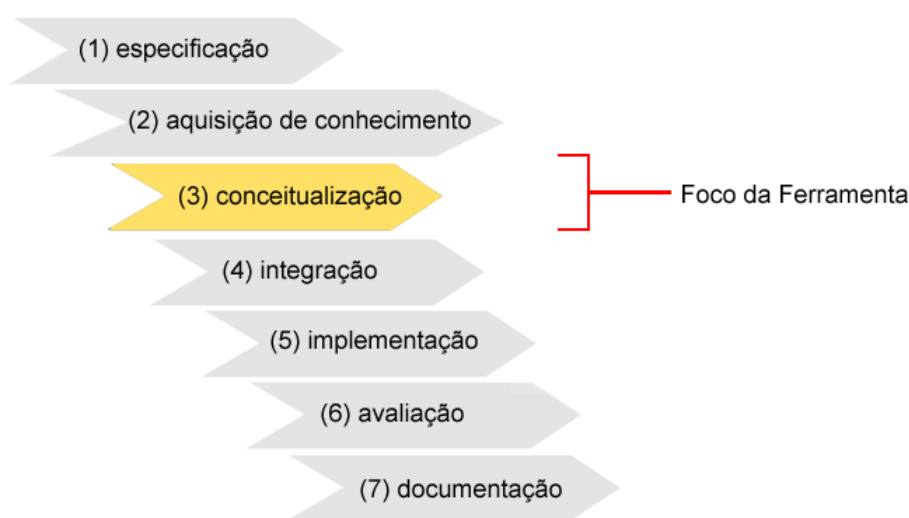 (1) especificação
(2) aquisição de conhecimento
(3) conceitualização
Foco da Ferramenta
(4) integração
(5) implementação
(6) avaliação
(7) documentação